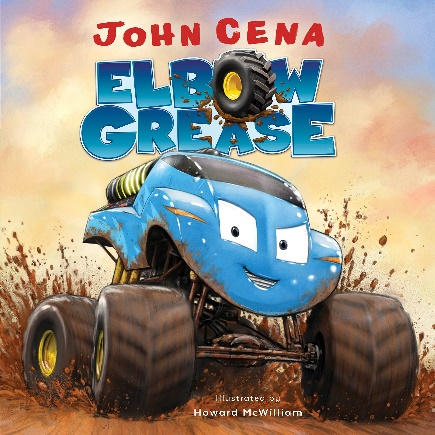 JOHN CENA
ELBOW
GREASE
Illustrated by
Howard McWilliam